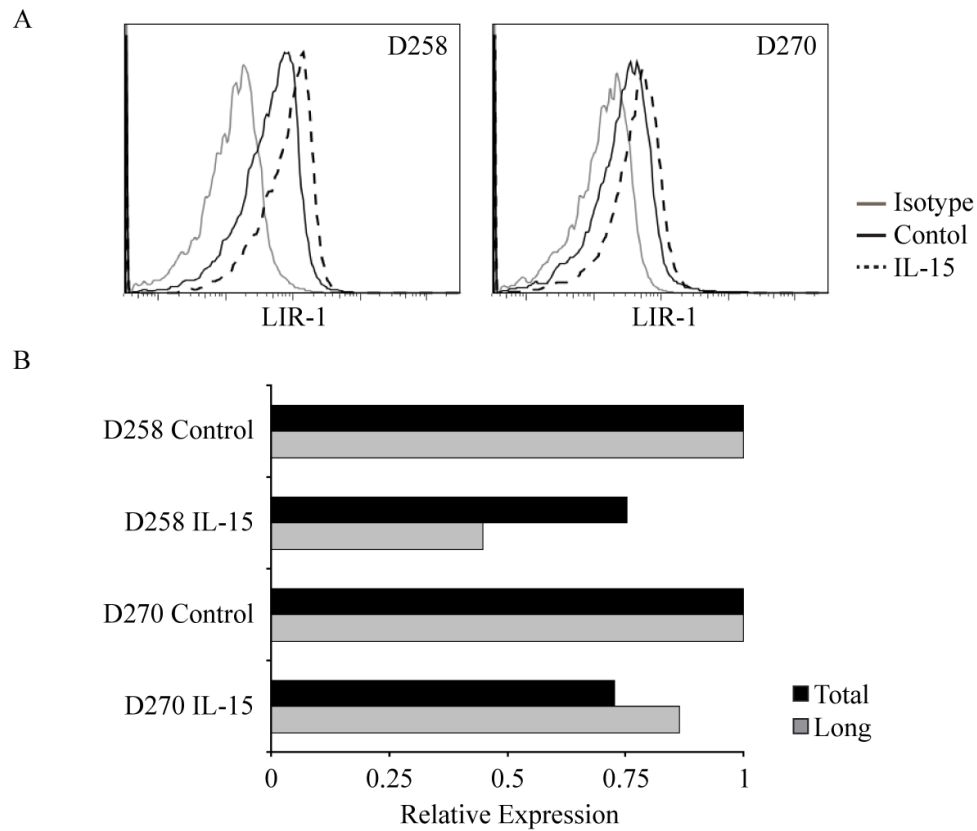 A
D258
D270
Isotype
Contol
IL-15
LIR-1
LIR-1
B
D258 Control
D258 IL-15
D270 Control
D270 IL-15
Total
Long
0 0.25 0.5 0.75 1
Relative Expression